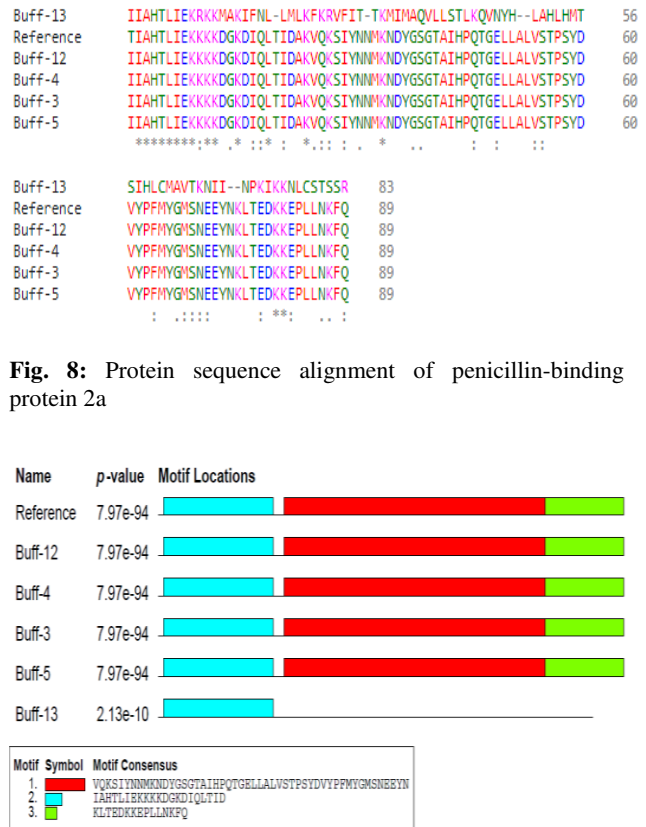 Buff-13 IIAHTLIEKRKKMAKIFNL-LMLKFKRVFIT-TKMIMAQVLLSTLKQVNYH--LAHLHMT 56
Reference TIAHTLIEKKKKDGKDIQLTIDAKVQKSIYNNMKNDYGSGTAIHPQTGELLALVSTPSYD 60
Buff-12 IIAHTLIEKKKKDGKDIQLTIDAKVQKSIYNNMKNDYGSGTAIHPQTGELLALVSTPSYD 60
Buff-4 IIAHTLIEKKKKDGKDIQLTIDAKVQKSIYNNMKNDYGSGTAIHPQTGELLALVSTPSYD 60
Buff-3 IIAHTLIEKKKKDGKDIQLTIDAKVQKSIYNNMKNDYGSGTAIHPQTGELLALVSTPSYD 60
Buff-5 IIAHTLIEKKKKDGKDIQLTIDAKVQKSIYNNMKNDYGSGTAIHPQTGELLALVSTPSYD 60
********:** .* ::* : *.:: : . * .. : : ::
Buff-13 SIHLCMAVTKNII--NPKIKKNLCSTSSR 83
Reference VYPFMYGMSNEEYNKLTEDKKEPLLNKFQ 89
Buff-12 VYPFMYGMSNEEYNKLTEDKKEPLLNKFQ 89
Buff-4 VYPFMYGMSNEEYNKLTEDKKEPLLNKFQ 89
Buff-3 VYPFMYGMSNEEYNKLTEDKKEPLLNKFQ 89
Buff-5 VYPFMYGMSNEEYNKLTEDKKEPLLNKFQ 89
: .:::: : **: .. :
Fig. 8: Protein sequence alignment of penicillin-binding
protein 2a
Name p-value Motif Locations
Reference 7.97e-94
Buff-12 7.97e-94
Buff-4 7.97e-94
Buff-3 7.97e-94
Buff-5 7.97e-94
Buff-13 2.13e-10
Motif Symbol Motif Consensus
1. VQKSIYNNMKNDYGSGTAIHPQTGELLALVSTPSYDVYPFMYGMSNEEYN
2. IAHTLIEKKKKDGKDIQLTID
3. KLTEDKKEPLLNKFQ